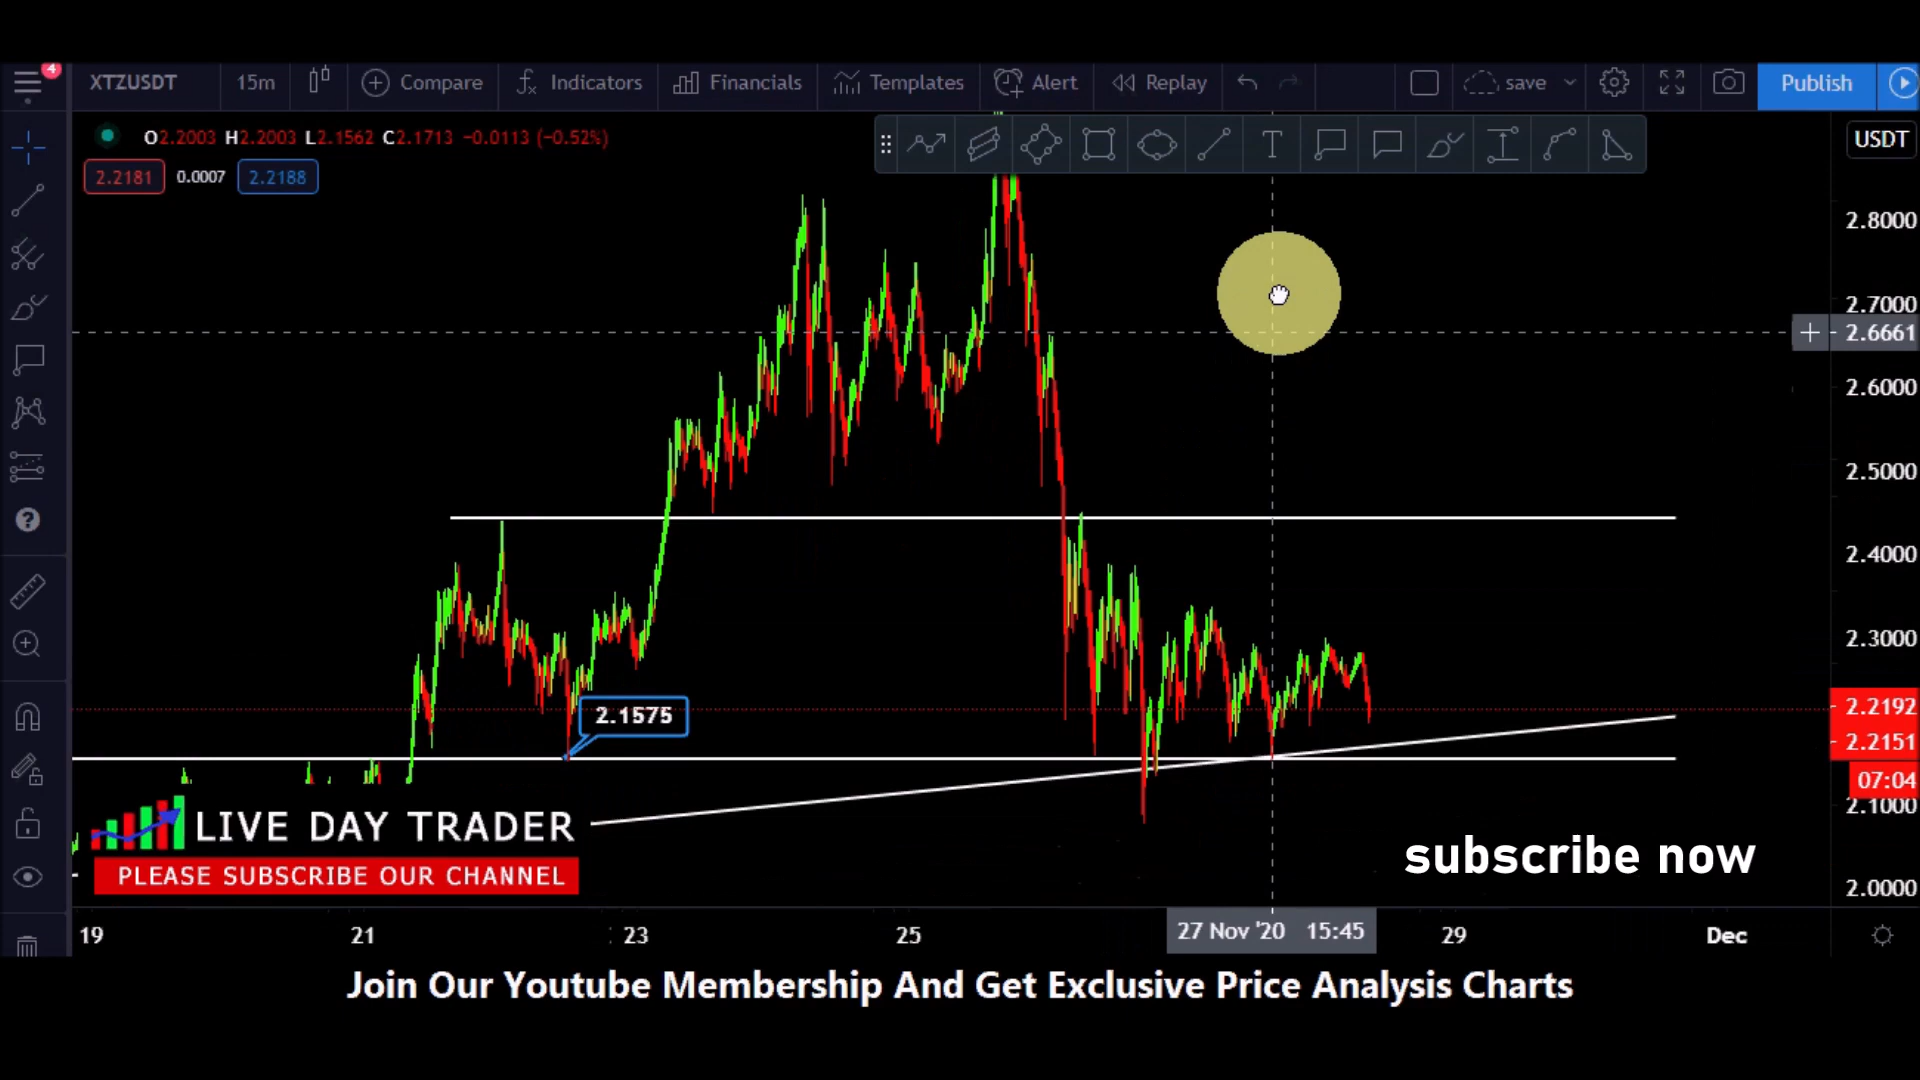 4
XTZUSDT 15m Compare Indicators Financials Templates Alert Replay save Publish
O2.2003 H2.2003 L2.1562 C2.1713 −0.0113 (−0.52%)
USDT
2.2181 0.0007 2.2188
2.8000
2.7000
2.6661
2.6000
2.5000
2.4000
2.3000
2.2192
2.1575
2.2151
07:04
2.1000
LIVE DAY TRADER
subscribe now
PLEASE SUBSCRIBE OUR CHANNEL
2.0000
19 21 23 25 27 Nov '20 15:45 29 Dec
Join Our Youtube Membership And Get Exclusive Price Analysis Charts